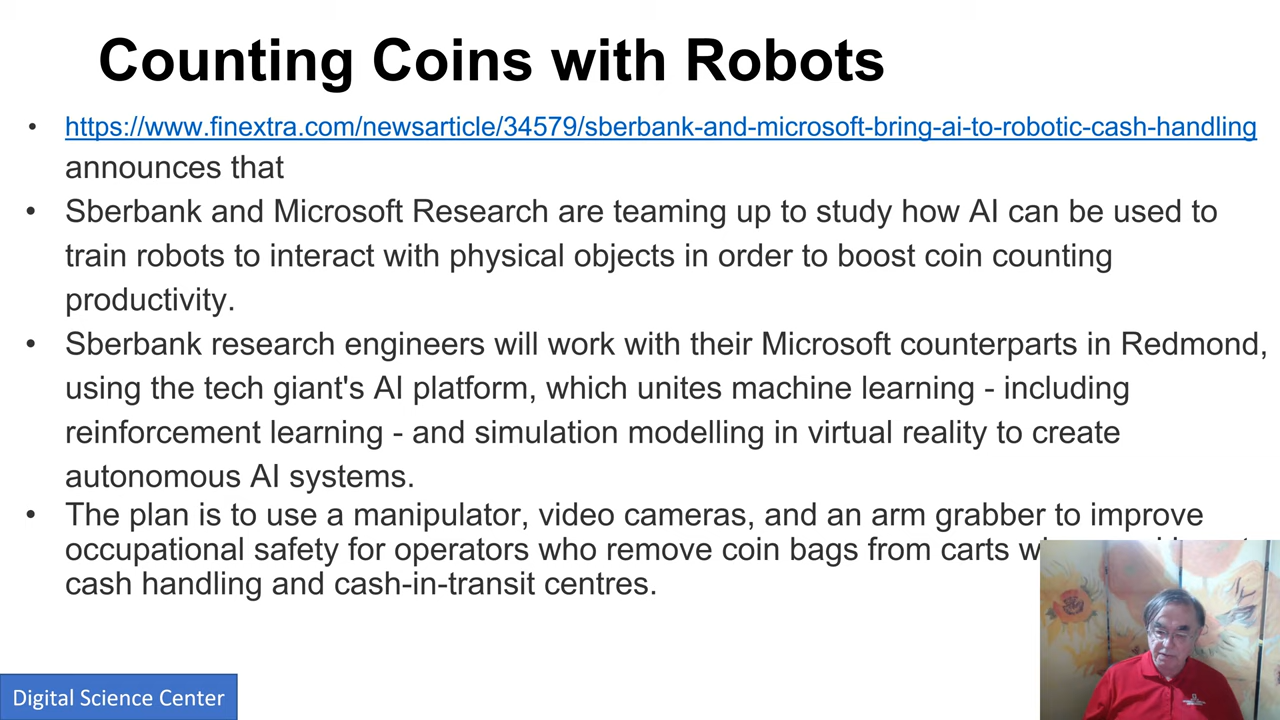 Counting Coins with Robots
• https://www.finextra.com/newsarticle/34579/sberbank-and-microsoft-bring-ai-to-robotic-cash-handling
announces that
• Sberbank and Microsoft Research are teaming up to study how AI can be used to
train robots to interact with physical objects in order to boost coin counting
productivity.
• Sberbank research engineers will work with their Microsoft counterparts in Redmond,
using the tech giant's AI platform, which unites machine learning - including
reinforcement learning - and simulation modelling in virtual reality to create
autonomous AI systems.
• The plan is to use a manipulator, video cameras, and an arm grabber to improve
occupational safety for operators who remove coin bags from carts
cash handling and cash-in-transit centres.
Digital Science Center